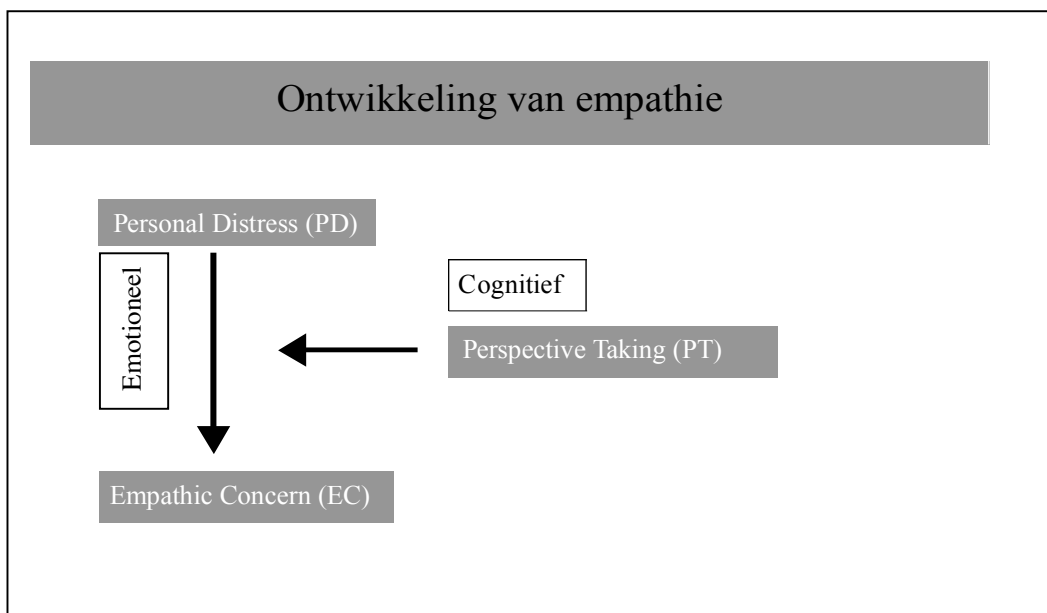 Ontwikkeling van empathie
Personal Distress (PD)
Emotioneel
Cognitief
Perspective Taking (PT)
Empathic Concern (EC)